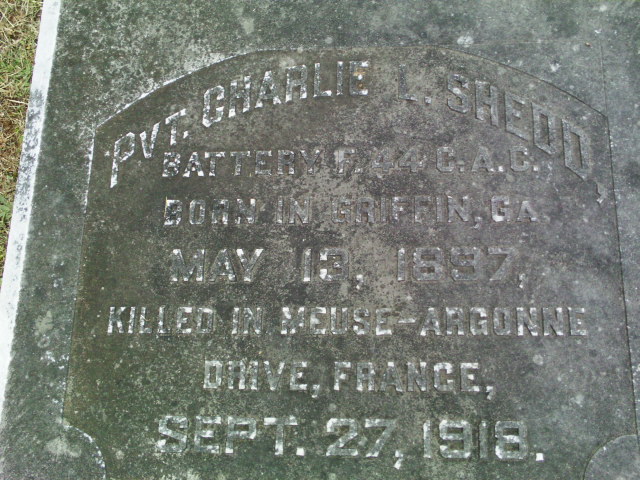 PVT. CHARLIE L. SHEDD,
BATTERY F. 44 C.A.C.,
BORN IN GRIFFIN, GA.
MAY 13, 1897,
KILLED IN MEUSE-ARGONNE
DRIVE, FRANCE,
SEPT. 27, 1918.